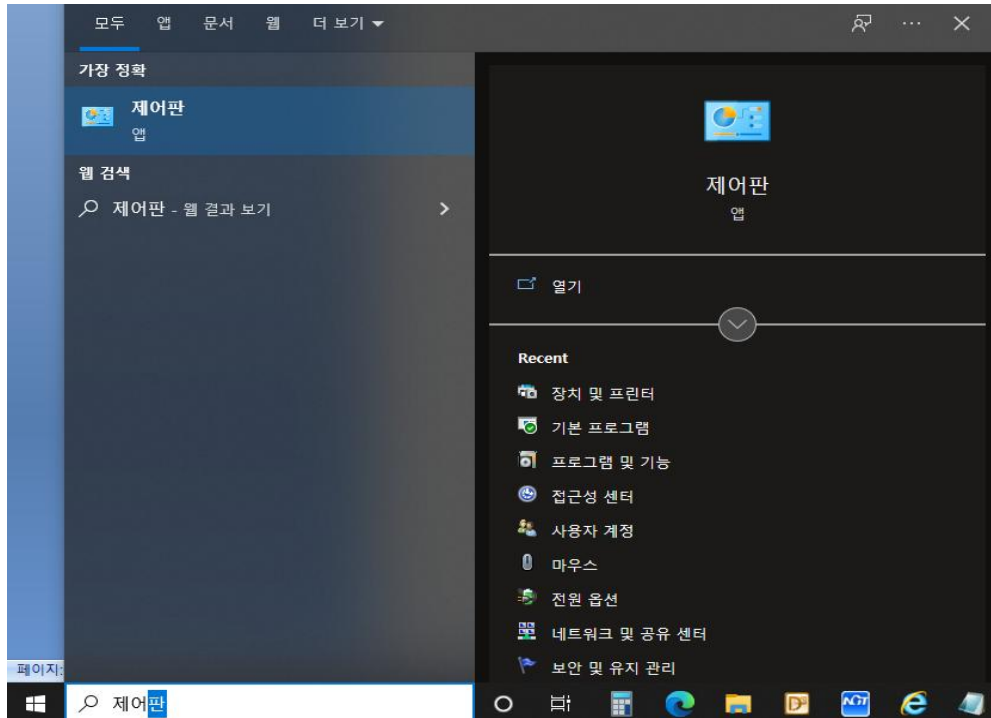 모두 앱 문서 웹 더 보기
가장 정확
제어판
앱
웹 검색
제어판 - 웹 결과 보기
제어판
앱
열기
Recent
장치 및 프린터
기본 프로그램
프로그램 및 기능
접근성 센터
사용자 계정
마우스
전원 옵션
네트워크 및 공유 센터
보안 및 유지 관리
페이지:
제어판